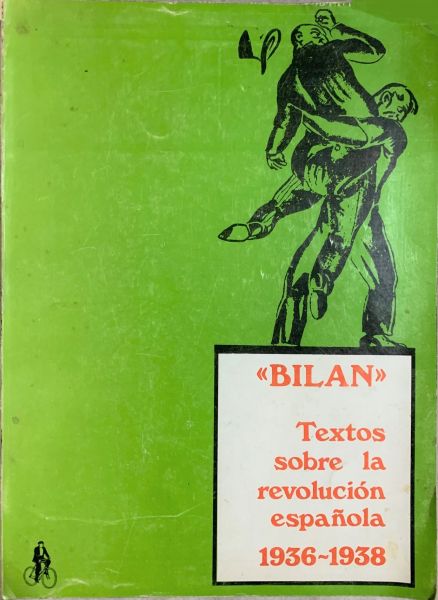 «BILAN»
Textos
sobre la
revolución
española
1936~1938